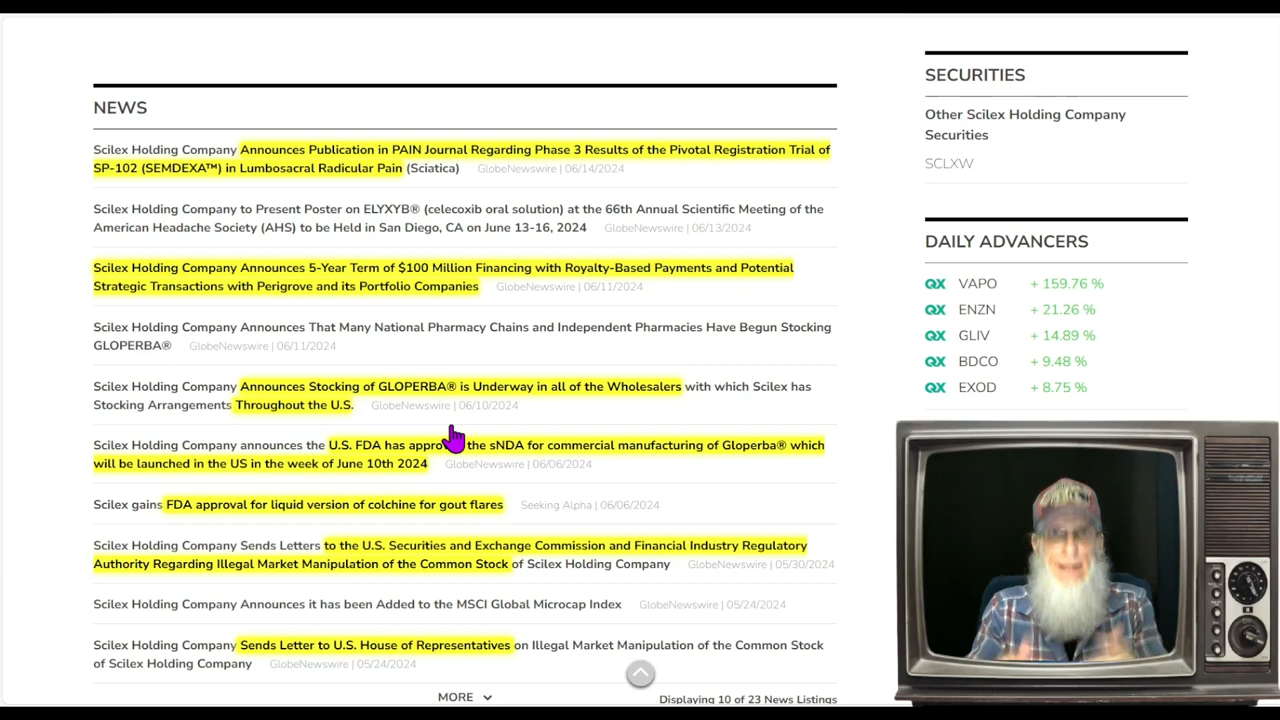 NEWS
Scilex Holding Company Announces Publication in PAIN Journal Regarding Phase 3 Results of the Pivotal Registration Trial of
SP-102 (SEMDEXA™) in Lumbosacral Radicular Pain (Sciatica) GlobeNewswire | 06/14/2024
Scilex Holding Company to Present Poster on ELYXYB® (celecoxib oral solution) at the 66th Annual Scientific Meeting of the
American Headache Society (AHS) to be Held in San Diego, CA on June 13-16, 2024 GlobeNewswire | 06/13/2024
Scilex Holding Company Announces 5-Year Term of $100 Million Financing with Royalty-Based Payments and Potential
Strategic Transactions with Perigrove and its Portfolio Companies GlobeNewswire | 06/11/2024
Scilex Holding Company Announces That Many National Pharmacy Chains and Independent Pharmacies Have Begun Stocking
GLOPERBA® GlobeNewswire | 06/11/2024
Scilex Holding Company Announces Stocking of GLOPERBA® is Underway in all of the Wholesalers with which Scilex has
Stocking Arrangements Throughout the U.S. GlobeNewswire | 06/10/2024
Scilex Holding Company announces the U.S. FDA has appro the sNDA for commercial manufacturing of Gloperba® which
will be launched in the US in the week of June 10th 2024 GlobeNewswire | 06/06/2024
Scilex gains FDA approval for liquid version of colchine for gout flares Seeking Alpha | 06/06/2024
Scilex Holding Company Sends Letters to the U.S. Securities and Exchange Commission and Financial Industry Regulatory
Authority Regarding Illegal Market Manipulation of the Common Stock of Scilex Holding Company GlobeNewswire | 05/30/2024
Scilex Holding Company Announces it has been Added to the MSCI Global Microcap Index GlobeNewswire | 05/24/2024
Scilex Holding Company Sends Letter to U.S. House of Representatives on Illegal Market Manipulation of the Common Stock
of Scilex Holding Company GlobeNewswire | 05/24/2024
MORE
Displaying 10 of 23 News Listings
SECURITIES
Other Scilex Holding Company
Securities
SCLXW
DAILY ADVANCERS
QX VAPO + 159.76 %
QX ENZN + 21.26 %
QX GLIV + 14.89 %
QX BDCO + 9.48 %
QX EXOD + 8.75 %